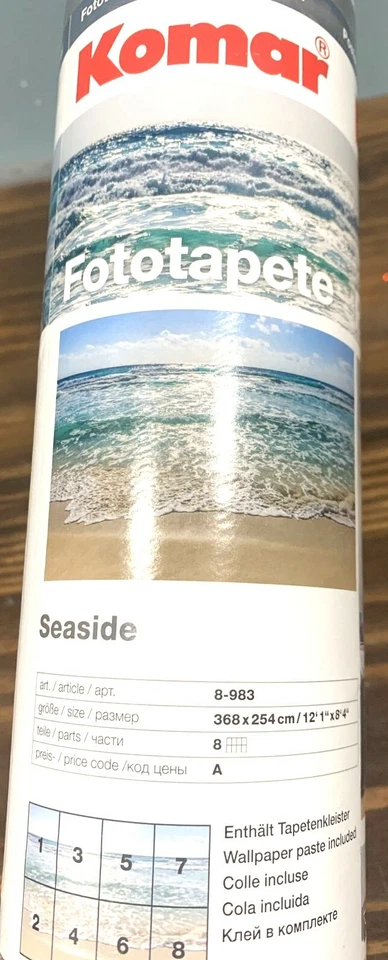 Komar®
Fototapete
Seaside
art. / article / apт. 8-983
größe / size / размер 368 x 254 cm / 12' 1" x 8' 4"
teile / parts / части 8
preis- / price code /код цены A
1 3 5 7
2 4 6 8
Enthält Tapetenkleister
Wallpaper paste included
Colle incluse
Cola incluida
Клей в комплекте